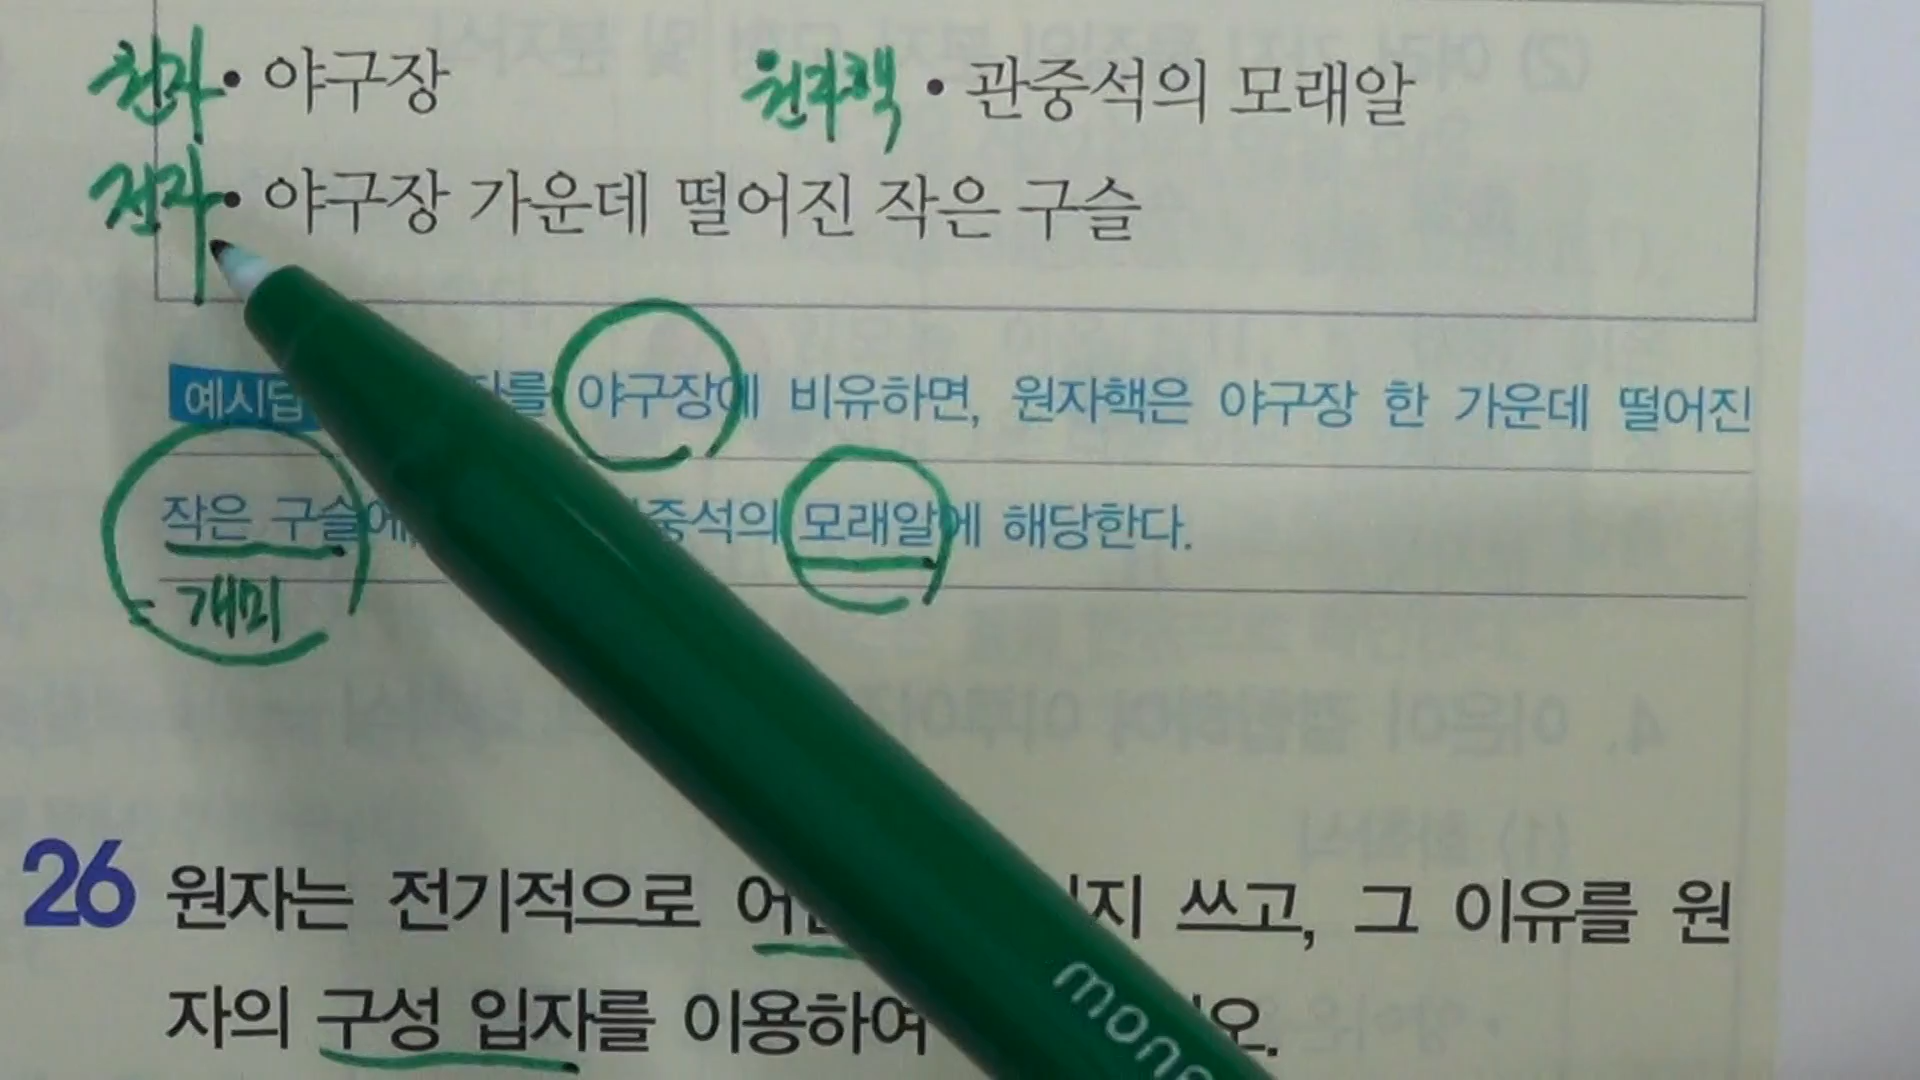 원자 • 야구장 원자핵 • 관중석의 모래알
전자 • 야구장 가운데 떨어진 작은 구슬
예시답 를 야구장에 비유하면, 원자핵은 야구장 한 가운데 떨어진
작은 구슬에 관중석의 모래알에 해당한다.
= 개미
26 원자는 전기적으로 쓰고, 그 이유를 원
자의 구성 입자를 이용하여 오.
mona